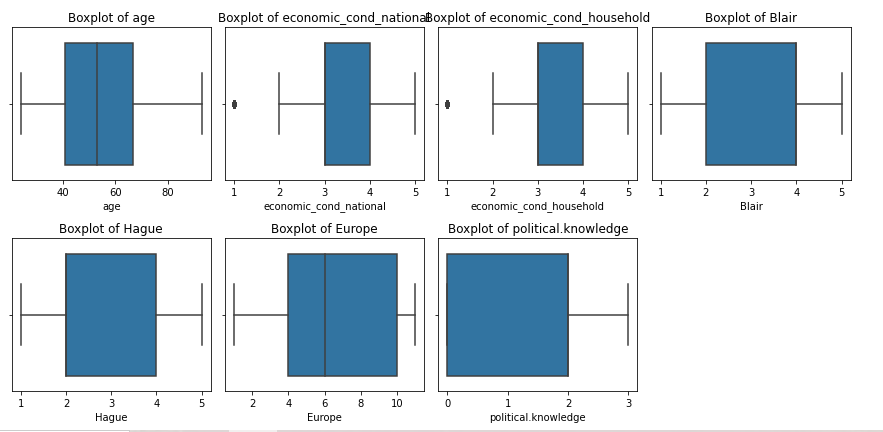 Boxplot of age
40 60 80
age
Boxplot of economic_cond_national
1 2 3 4 5
economic_cond_national
Boxplot of economic_cond_household
1 2 3 4 5
economic_cond_household
Boxplot of Blair
1 2 3 4 5
Blair
Boxplot of Hague
1 2 3 4 5
Hague
Boxplot of Europe
2 4 6 8 10
Europe
Boxplot of political.knowledge
0 1 2 3
political.knowledge